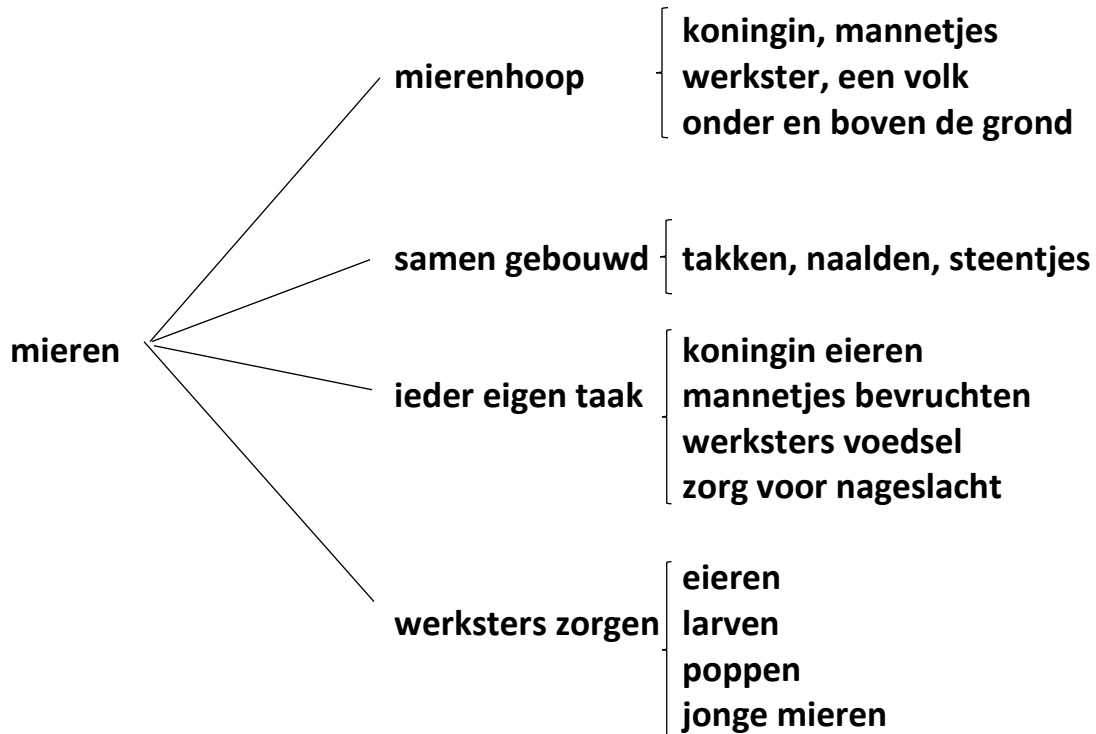 mieren
mierenhoop
koningin, mannetjes
werkster, een volk
onder en boven de grond
samen gebouwd
takken, naalden, steentjes
ieder eigen taak
koningin eieren
mannetjes bevruchten
werksters voedsel
zorg voor nageslacht
werksters zorgen
eieren
larven
poppen
jonge mieren